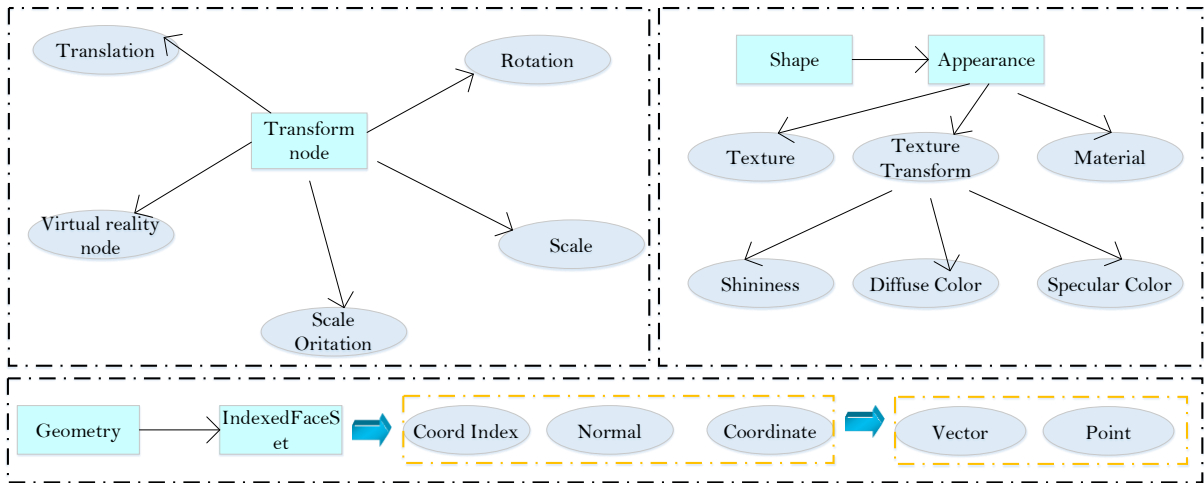 Translation
Rotation
Transform
node
Virtual reality
node
Scale
Scale
Oritation
Shape
Appearance
Texture
Texture
Transform
Material
Shininess
Diffuse Color
Specular Color
Geometry
IndexedFaceS
et
Coord Index
Normal
Coordinate
Vector
Point